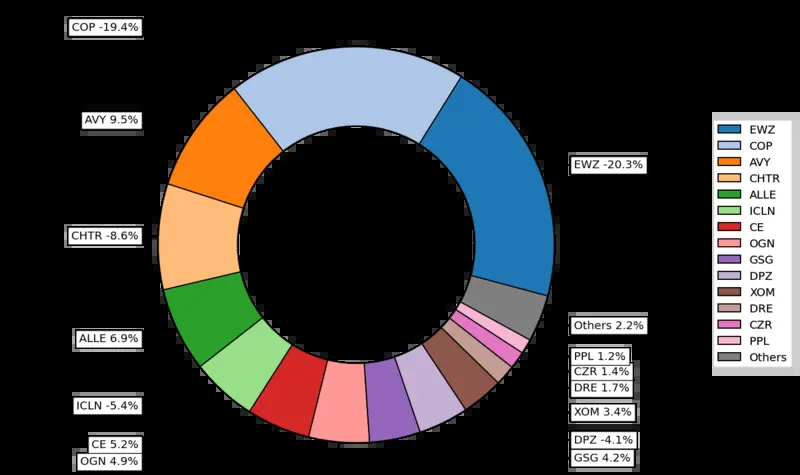 COP -19.4%
AVY 9.5%
CHTR -8.6%
ALLE 6.9%
ICLN -5.4%
CE 5.2%
OGN 4.9%
EWZ -20.3%
Others 2.2%
PPL 1.2%
CZR 1.4%
DRE 1.7%
XOM 3.4%
DPZ -4.1%
GSG 4.2%
EWZ
COP
AVY
CHTR
ALLE
ICLN
CE
OGN
GSG
DPZ
XOM
DRE
CZR
PPL
Others